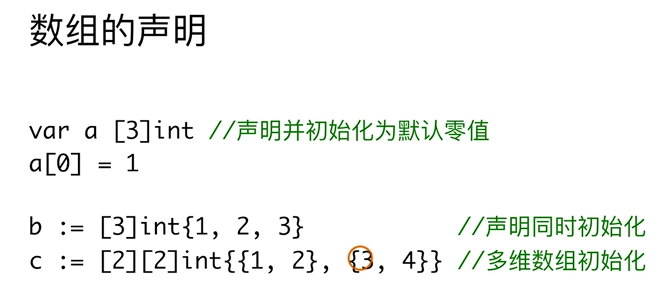 数组的声明
var a [3]int //声明并初始化为默认零值
a[0] = 1
b := [3]int{1, 2, 3} //声明同时初始化
c := [2][2]int{{1, 2}, {3, 4}} //多维数组初始化